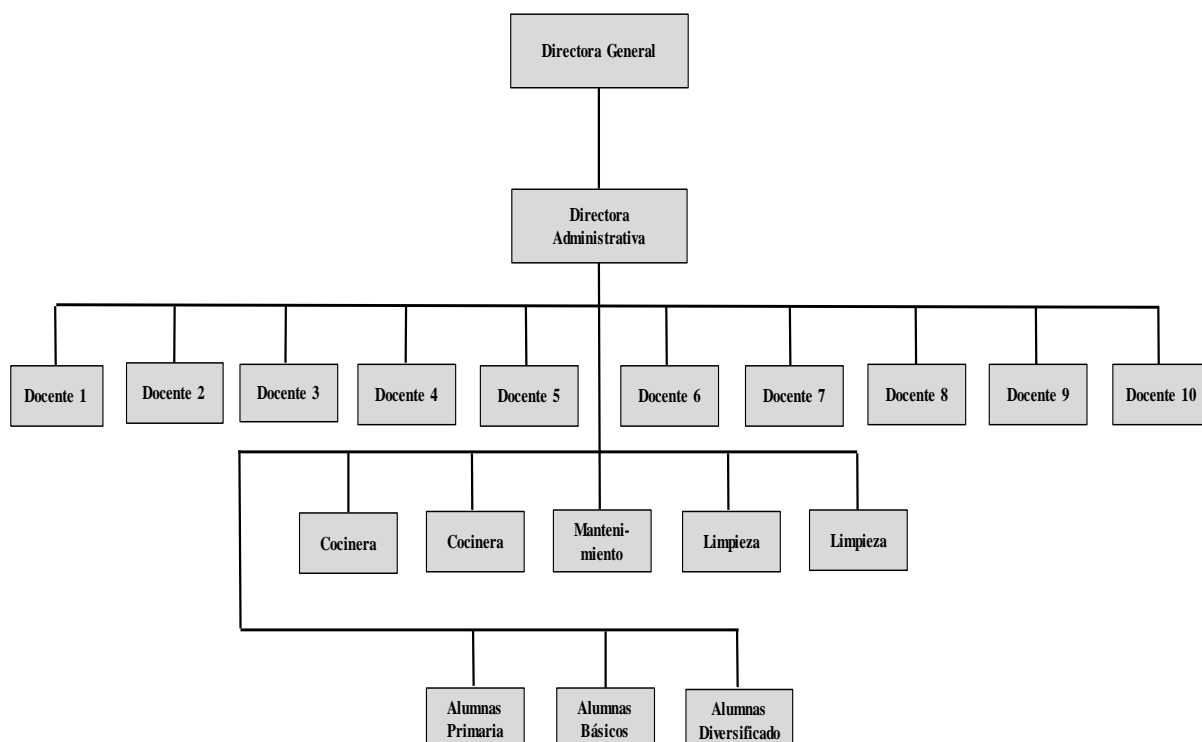 Directora General
Directora
Administrativa
Docente 1
Docente 2
Docente 3
Docente 4
Docente 5
Docente 6
Docente 7
Docente 8
Docente 9
Docente 10
Cocinera
Cocinera
Manteni-
miento
Limpieza
Limpieza
Alumnas
Primaria
Alumnas
Básicos
Alumnas
Diversificado